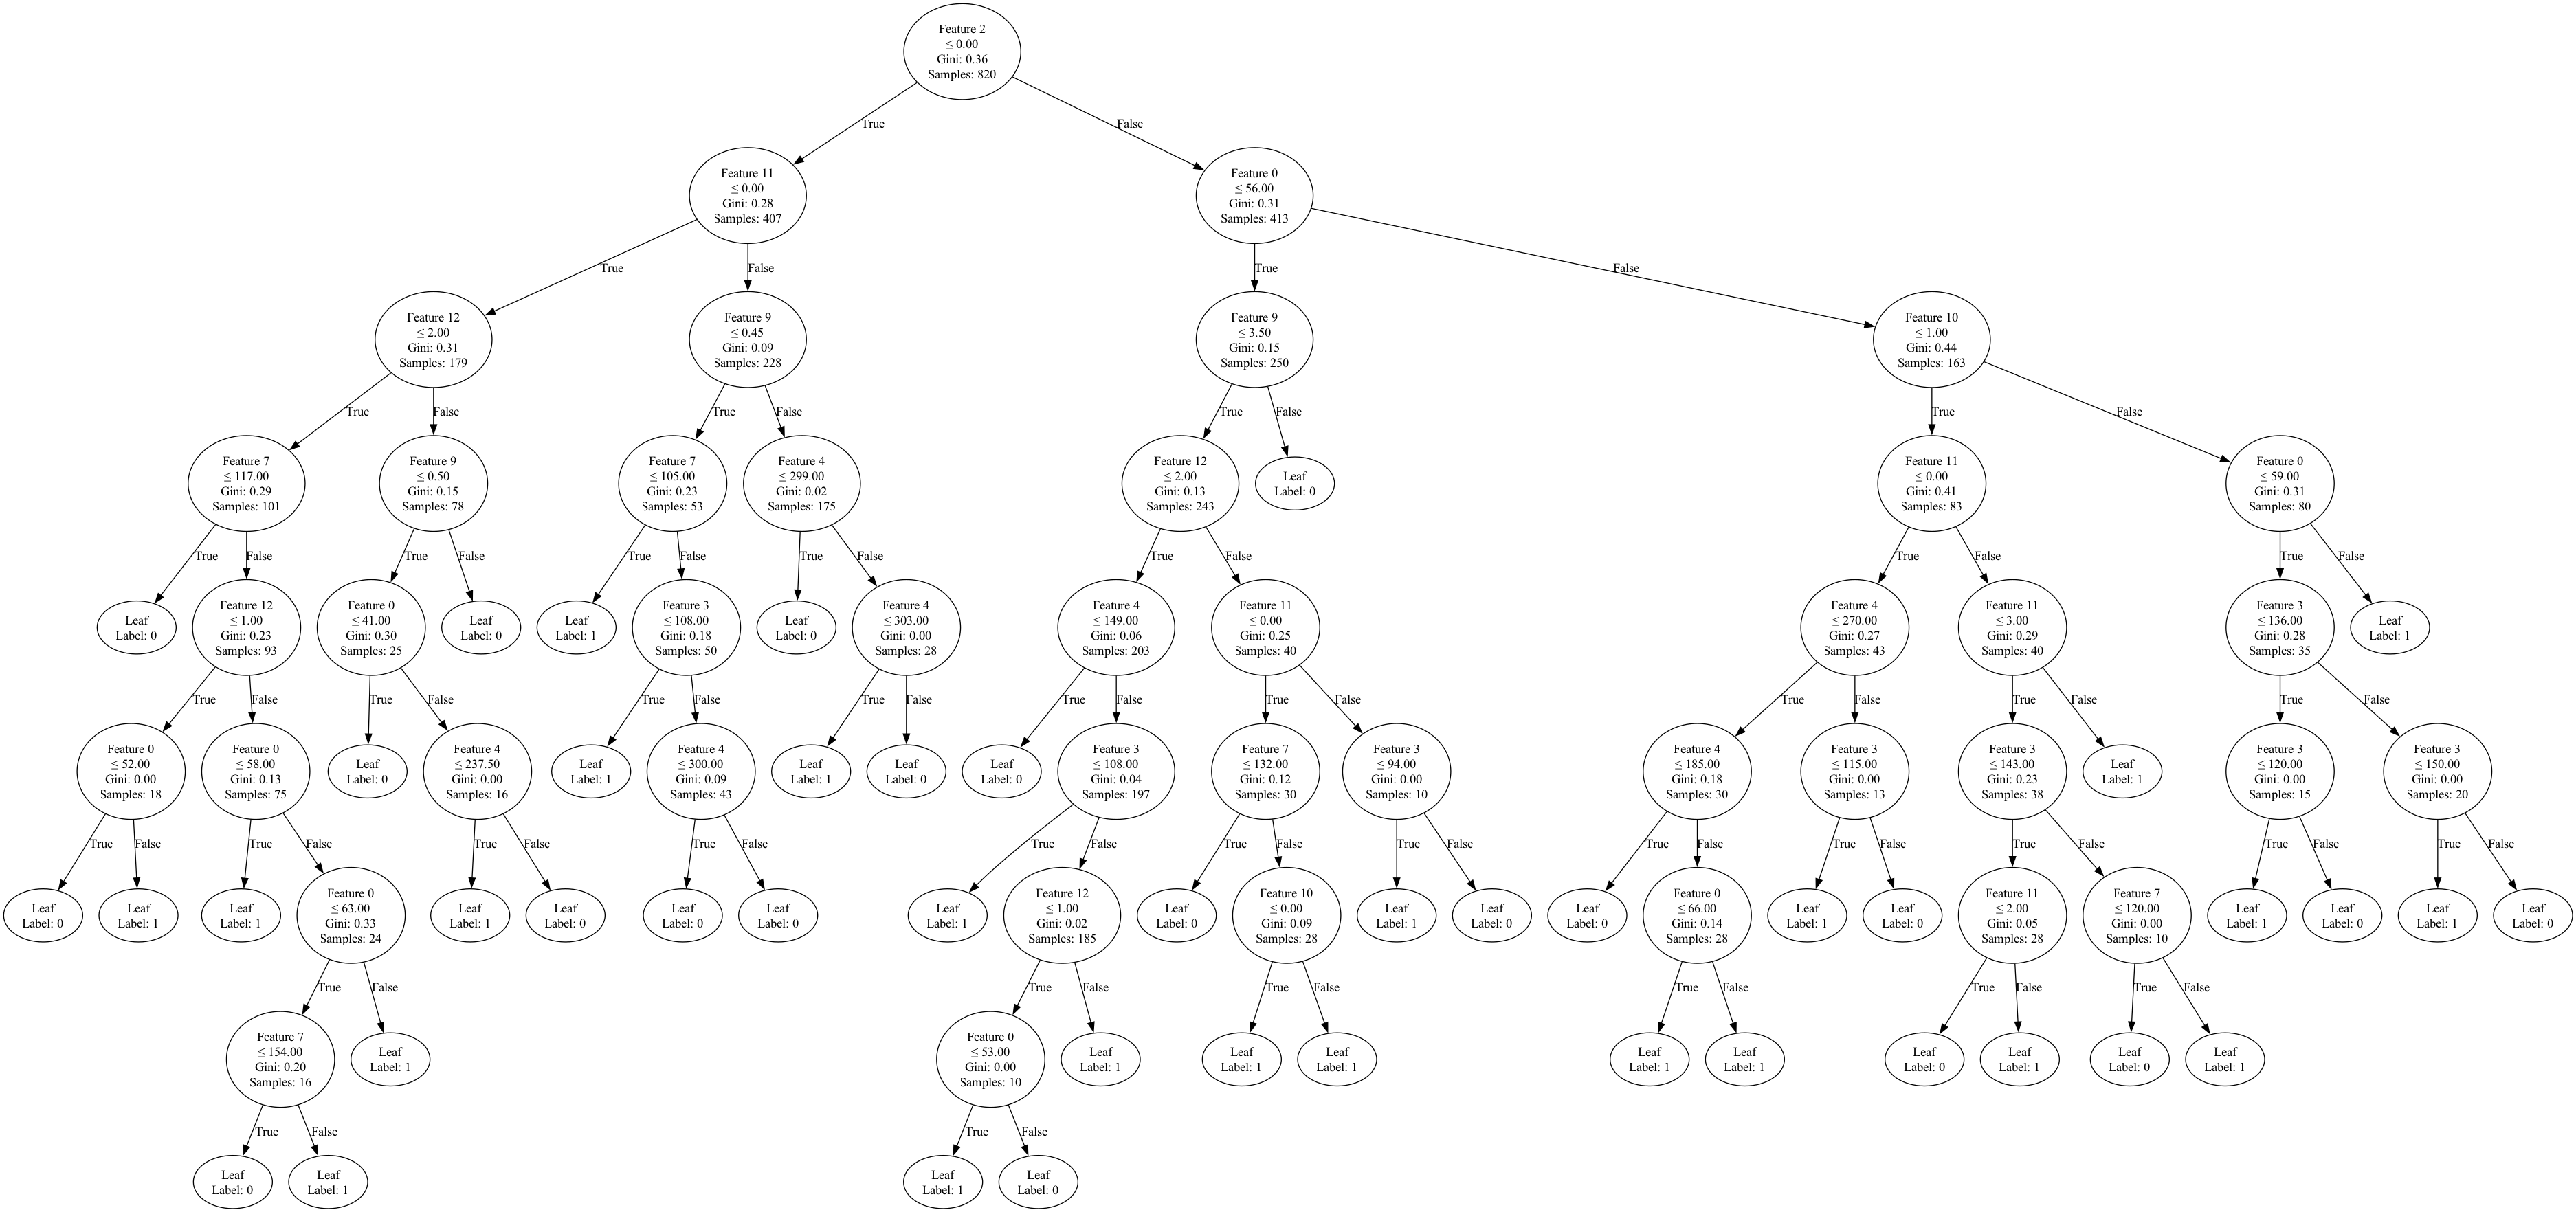 Feature 2
≤ 0.00
Gini: 0.36
Samples: 820
True
False
Feature 11
≤ 0.00
Gini: 0.28
Samples: 407
Feature 0
≤ 56.00
Gini: 0.31
Samples: 413
True
False
True
False
Feature 12
≤ 2.00
Gini: 0.31
Samples: 179
Feature 9
≤ 0.45
Gini: 0.09
Samples: 228
Feature 9
≤ 3.50
Gini: 0.15
Samples: 250
Feature 10
≤ 1.00
Gini: 0.44
Samples: 163
True
False
True
False
True
False
True
False
Feature 7
≤ 117.00
Gini: 0.29
Samples: 101
Feature 9
≤ 0.50
Gini: 0.15
Samples: 78
Feature 7
≤ 105.00
Gini: 0.23
Samples: 53
Feature 4
≤ 299.00
Gini: 0.02
Samples: 175
Feature 12
≤ 2.00
Gini: 0.13
Samples: 243
Leaf
Label: 0
Feature 11
≤ 0.00
Gini: 0.41
Samples: 83
Feature 0
≤ 59.00
Gini: 0.31
Samples: 80
True
False
True
False
True
False
True
False
True
False
True
False
True
False
Leaf
Label: 0
Feature 12
≤ 1.00
Gini: 0.23
Samples: 93
Feature 0
≤ 41.00
Gini: 0.30
Samples: 25
Leaf
Label: 0
Leaf
Label: 1
Feature 3
≤ 108.00
Gini: 0.18
Samples: 50
Leaf
Label: 0
Feature 4
≤ 303.00
Gini: 0.00
Samples: 28
Feature 4
≤ 149.00
Gini: 0.06
Samples: 203
Feature 11
≤ 0.00
Gini: 0.25
Samples: 40
Feature 4
≤ 270.00
Gini: 0.27
Samples: 43
Feature 11
≤ 3.00
Gini: 0.29
Samples: 40
Feature 3
≤ 136.00
Gini: 0.28
Samples: 35
Leaf
Label: 1
True
False
True
False
True
False
True
False
True
False
True
False
True
False
True
False
True
False
Feature 0
≤ 52.00
Gini: 0.00
Samples: 18
Feature 0
≤ 58.00
Gini: 0.13
Samples: 75
Leaf
Label: 0
Feature 4
≤ 237.50
Gini: 0.00
Samples: 16
Leaf
Label: 1
Feature 4
≤ 300.00
Gini: 0.09
Samples: 43
Leaf
Label: 1
Leaf
Label: 0
Leaf
Label: 0
Feature 3
≤ 108.00
Gini: 0.04
Samples: 197
Feature 7
≤ 132.00
Gini: 0.12
Samples: 30
Feature 3
≤ 94.00
Gini: 0.00
Samples: 10
Feature 4
≤ 185.00
Gini: 0.18
Samples: 30
Feature 3
≤ 115.00
Gini: 0.00
Samples: 13
Feature 3
≤ 143.00
Gini: 0.23
Samples: 38
Leaf
Label: 1
Feature 3
≤ 120.00
Gini: 0.00
Samples: 15
Feature 3
≤ 150.00
Gini: 0.00
Samples: 20
True
False
True
False
True
False
True
False
True
False
True
False
True
False
True
False
True
False
True
False
True
False
True
False
Leaf
Label: 0
Leaf
Label: 1
Leaf
Label: 1
Feature 0
≤ 63.00
Gini: 0.33
Samples: 24
Leaf
Label: 1
Leaf
Label: 0
Leaf
Label: 0
Leaf
Label: 0
Leaf
Label: 1
Feature 12
≤ 1.00
Gini: 0.02
Samples: 185
Leaf
Label: 0
Feature 10
≤ 0.00
Gini: 0.09
Samples: 28
Leaf
Label: 1
Leaf
Label: 0
Leaf
Label: 0
Feature 0
≤ 66.00
Gini: 0.14
Samples: 28
Leaf
Label: 1
Leaf
Label: 0
Feature 11
≤ 2.00
Gini: 0.05
Samples: 28
Feature 7
≤ 120.00
Gini: 0.00
Samples: 10
Leaf
Label: 1
Leaf
Label: 0
Leaf
Label: 1
Leaf
Label: 0
True
False
True
False
True
False
True
False
True
False
True
False
Feature 7
≤ 154.00
Gini: 0.20
Samples: 16
Leaf
Label: 1
Feature 0
≤ 53.00
Gini: 0.00
Samples: 10
Leaf
Label: 1
Leaf
Label: 1
Leaf
Label: 1
Leaf
Label: 1
Leaf
Label: 1
Leaf
Label: 0
Leaf
Label: 1
Leaf
Label: 0
Leaf
Label: 1
True
False
True
False
Leaf
Label: 0
Leaf
Label: 1
Leaf
Label: 1
Leaf
Label: 0